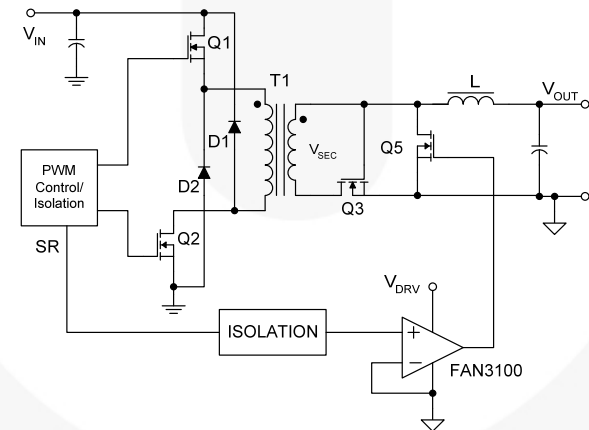 V_IN
Q1
T1
L
V_OUT
D1
V_SEC
Q5
PWM
Control/
Isolation
D2
Q3
Q2
SR
V_DRV
ISOLATION
+
−
FAN3100